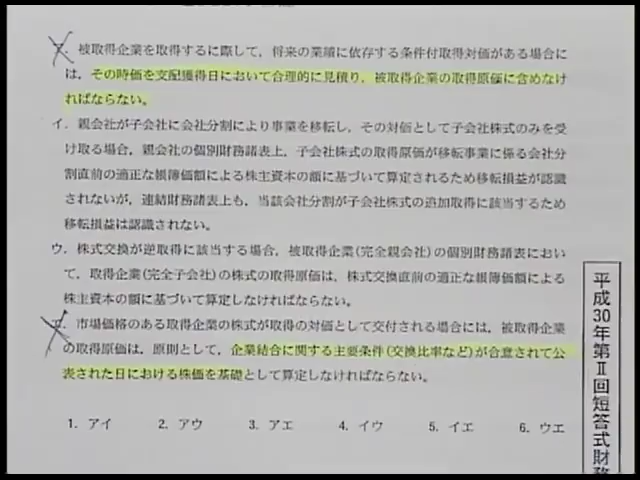 ア．被取得企業を取得するに際して，将来の業績に依存する条件付取得対価がある場合に
は，その時価を支配獲得日において合理的に見積り，被取得企業の取得原価に含めなけ
ればならない。
イ．親会社が子会社に会社分割により事業を移転し，その対価として子会社株式のみを受
け取る場合，親会社の個別財務諸表上，子会社株式の取得原価が移転事業に係る会社分
割直前の適正な帳簿価額による株主資本の額に基づいて算定されるため移転損益が認識
されないが，連結財務諸表上も，当該会社分割が子会社株式の追加取得に該当するため
移転損益は認識されない。
ウ．株式交換が逆取得に該当する場合，被取得企業(完全親会社)の個別財務諸表におい
て，取得企業(完全子会社)の株式の取得原価は，株式交換直前の適正な帳簿価額による
株主資本の額に基づいて算定しなければならない。
エ．市場価格のある取得企業の株式が取得の対価として交付される場合には，被取得企業
の取得原価は，原則として，企業結合に関する主要条件(交換比率など)が合意されて公
表された日における株価を基礎として算定しなければならない。
1．アイ 2．アウ 3．アエ 4．イウ 5．イエ 6．ウエ
平成30年第Ⅱ回短答式財務